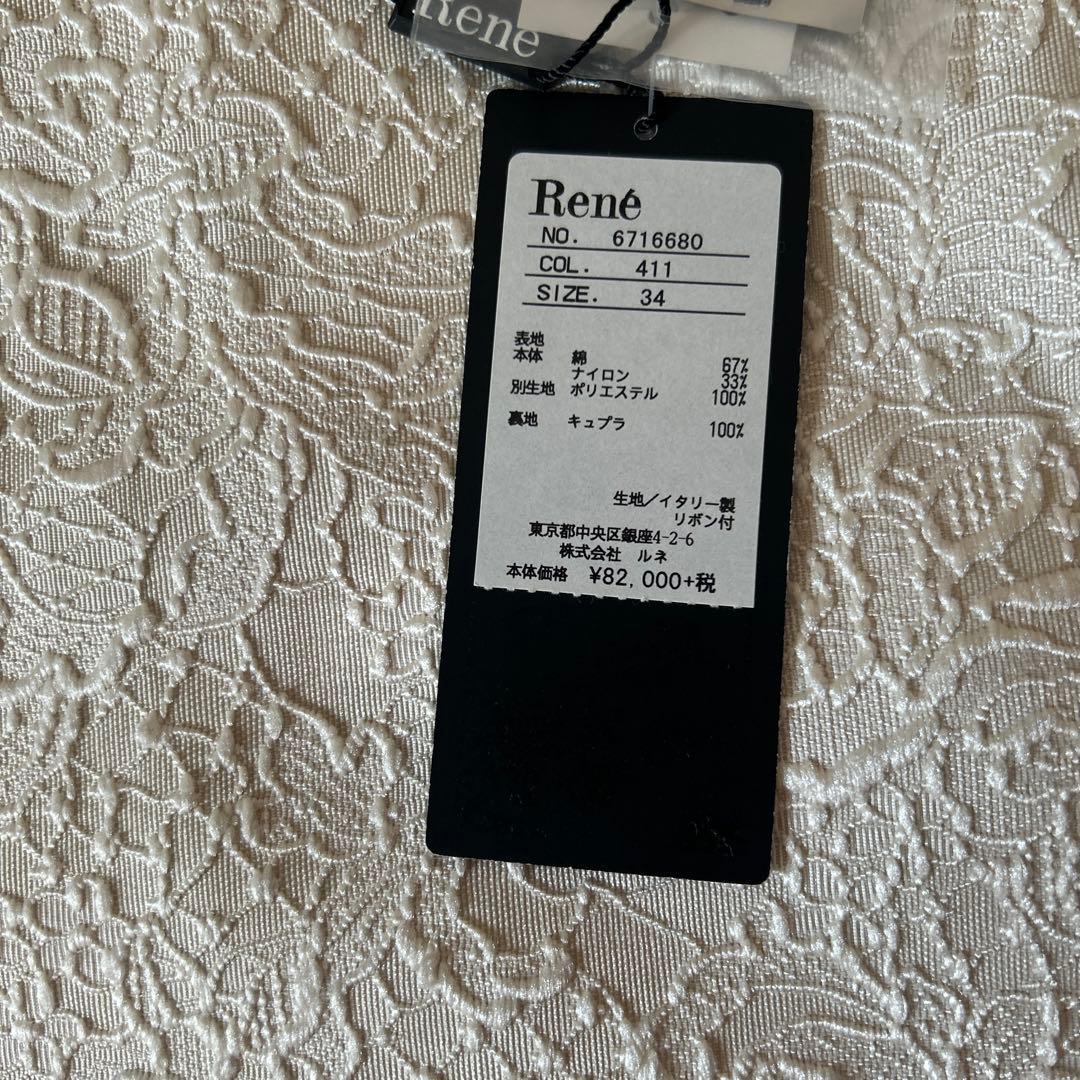 René
René
NO. 6716680
COL. 411
SIZE. 34
表地
本体 綿 67%
ナイロン 33%
別生地 ポリエステル 100%
裏地 キュプラ 100%
生地/イタリー製
リボン付
東京都中央区銀座4-2-6
株式会社 ルネ
本体価格 ¥82,000+税